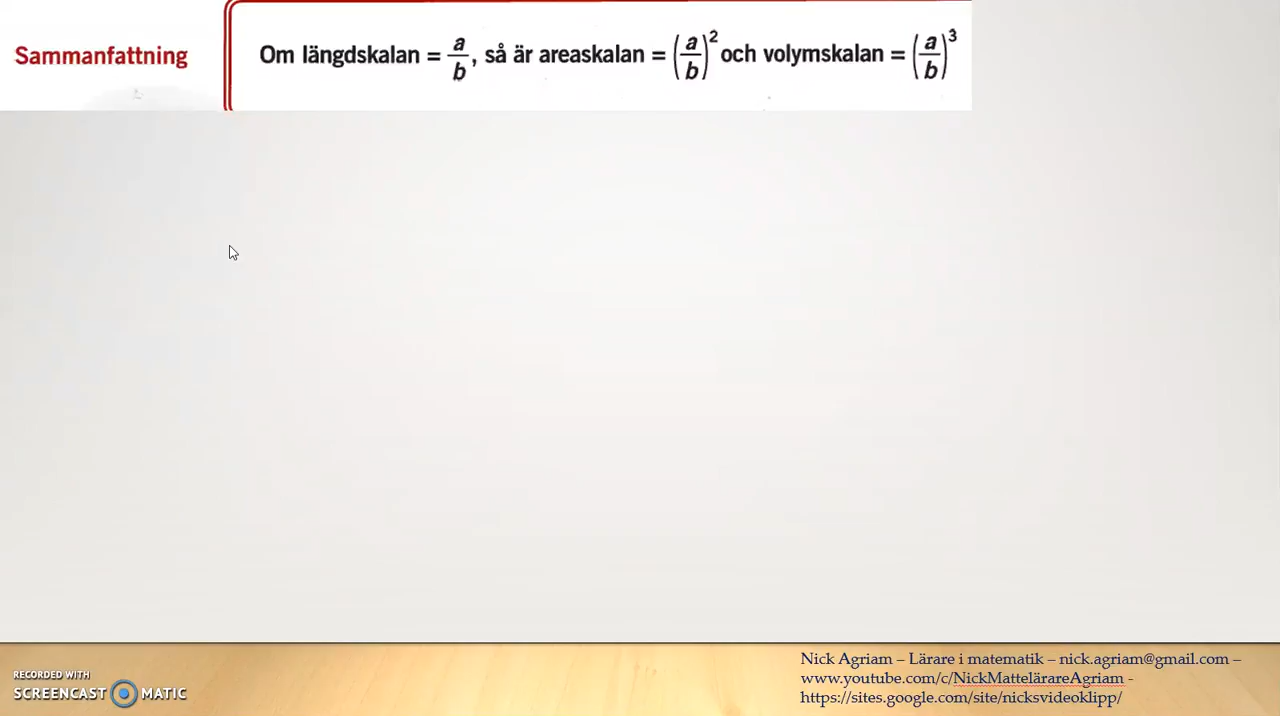 Sammanfattning
Om längdskalan = a/b, så är areaskalan = (a/b)² och volymskalan = (a/b)³
Nick Agriam – Lärare i matematik – nick.agriam@gmail.com –
www.youtube.com/c/NickMattelärareAgriam -
https://sites.google.com/site/nicksvideoklipp/
RECORDED WITH
SCREENCAST MATIC